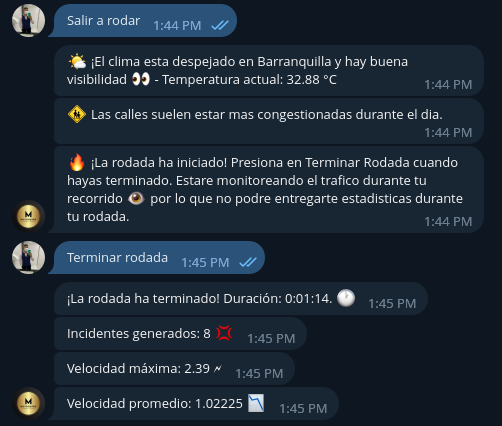 Salir a rodar
1:44 PM
🌤️ ¡El clima esta despejado en Barranquilla y hay buena
visibilidad 👀 - Temperatura actual: 32.88 °C
1:44 PM
🚸 Las calles suelen estar mas congestionadas durante el dia.
1:44 PM
🔥 ¡La rodada ha iniciado! Presiona en Terminar Rodada cuando
hayas terminado. Estare monitoreando el trafico durante tu
recorrido 👁️ por lo que no podre entregarte estadisticas durante
tu rodada.
1:44 PM
Terminar rodada
1:45 PM
¡La rodada ha terminado! Duración: 0:01:14. 🕐
1:45 PM
Incidentes generados: 8 💢
1:45 PM
Velocidad máxima: 2.39 🗲
1:45 PM
Velocidad promedio: 1.02225 📉
1:45 PM